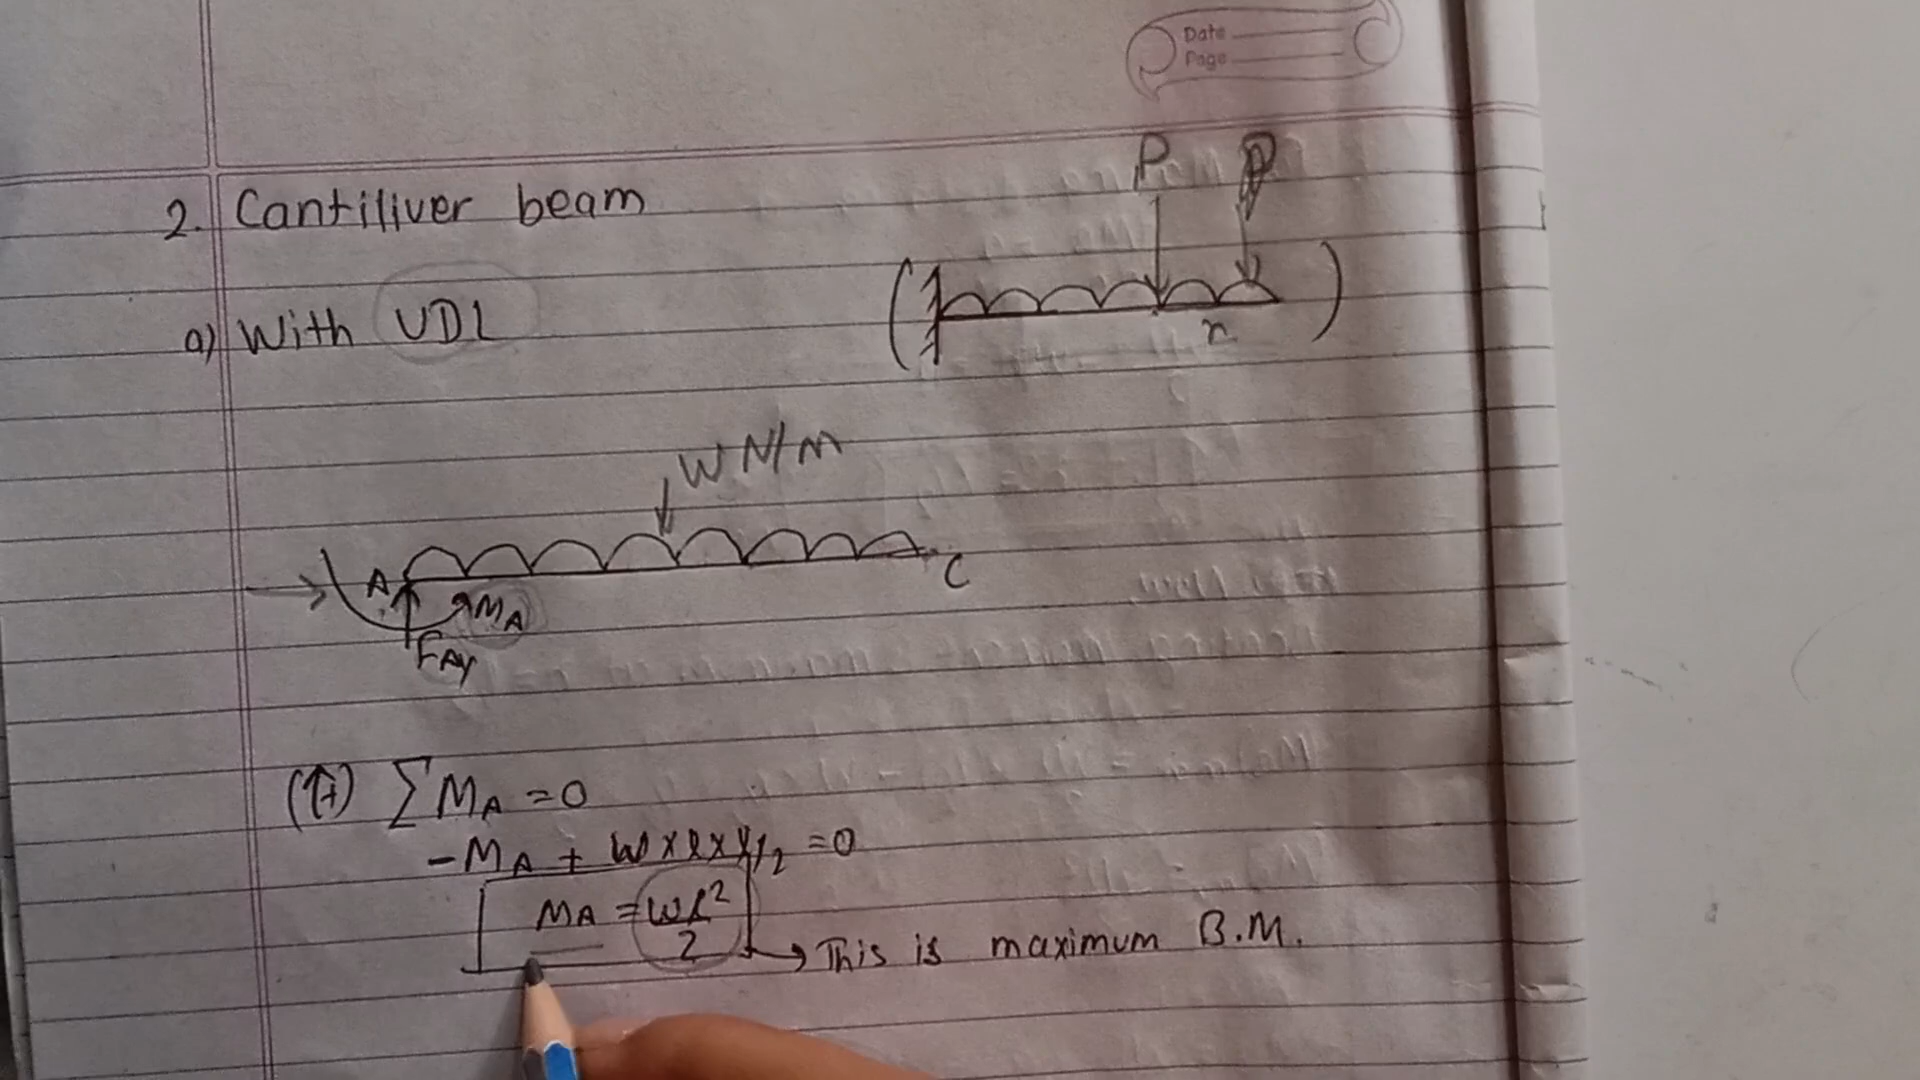 Date
Page
P P
2. Cantiliver beam
a) With UDL
x
W N/m
A
C
MA
FAY
(+) ΣMA = 0
-MA + W x l x l/2 = 0
MA = wl²/2
This is maximum B.M.